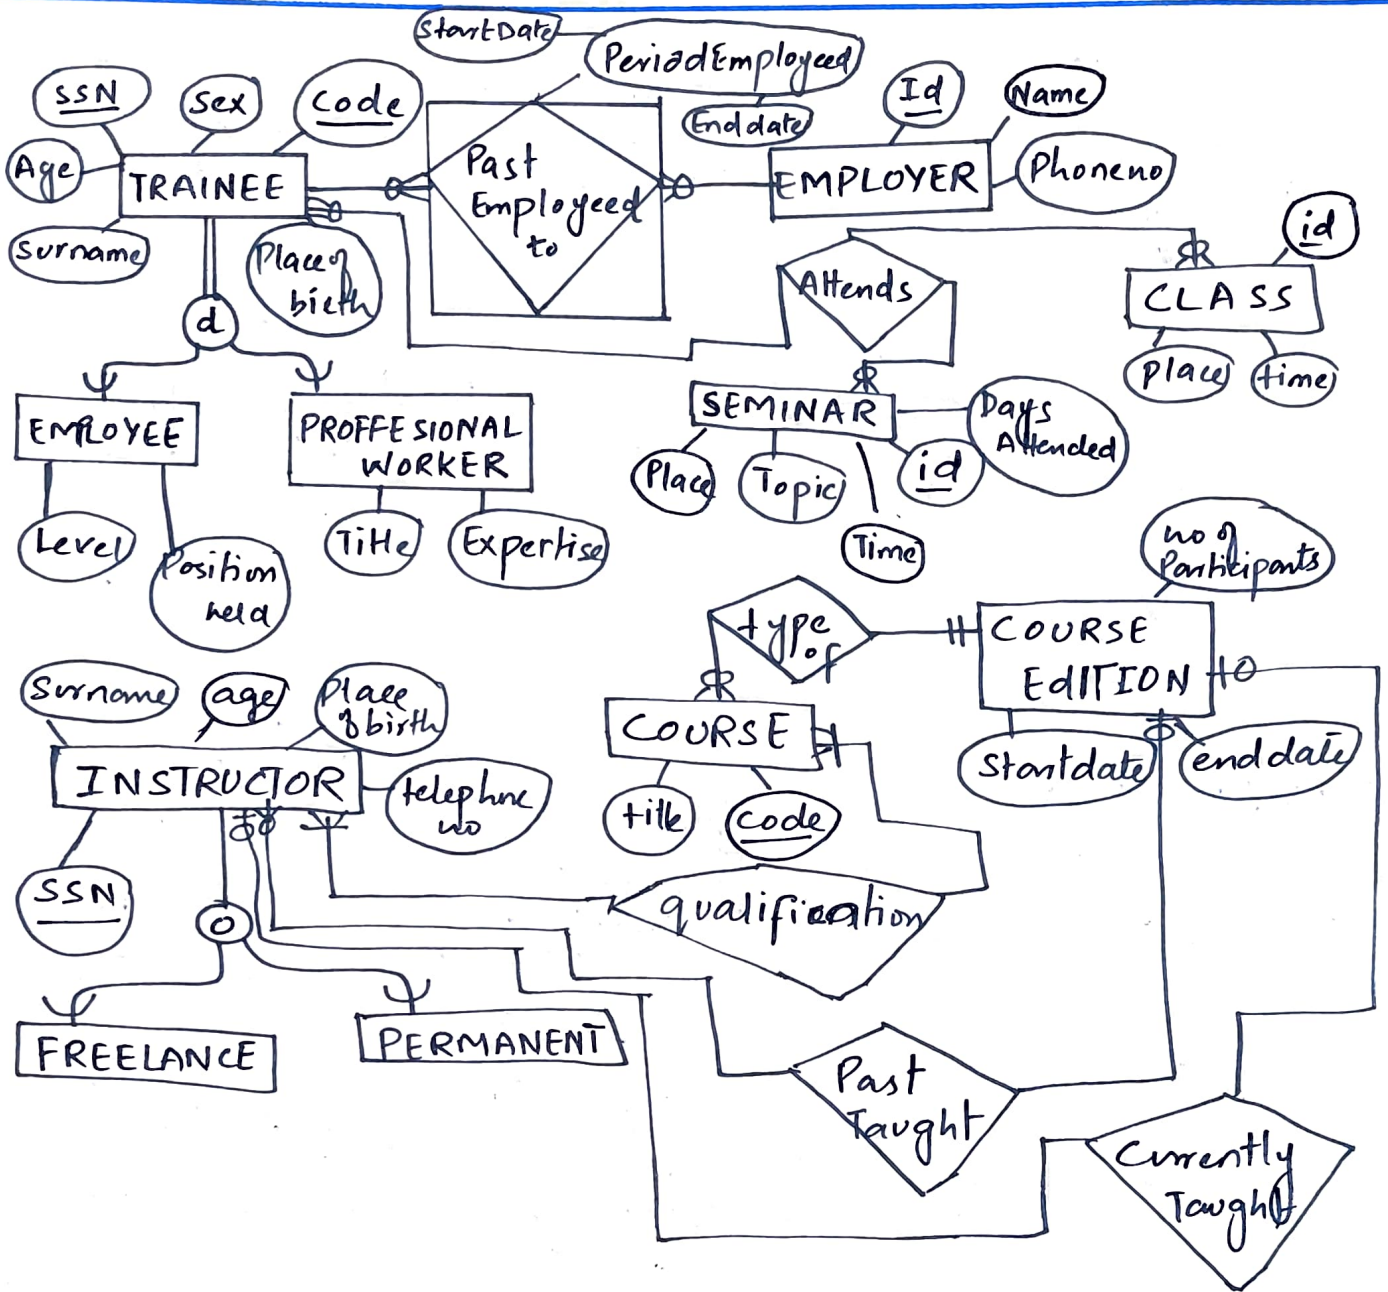 StartDate
PeriodEmployeed
SSN
Sex
Code
Enddate
Id
Name
Age
TRAINEE
Past
Employeed
to
EMPLOYER
Phoneno
Surname
Place of
birth
Attends
id
CLASS
d
place
time
EMPLOYEE
PROFFESIONAL
WORKER
SEMINAR
Days
Attended
Place
Topic
id
Level
Title
Expertise
Time
Position
held
no of
Participants
type
of
COURSE
EdITION
Surname
age
Place
of birth
COURSE
INSTRUCTOR
telephne
no
Startdate
end date
title
code
SSN
qualification
o
FREELANCE
PERMANENT
Past
Taught
Currently
Taught